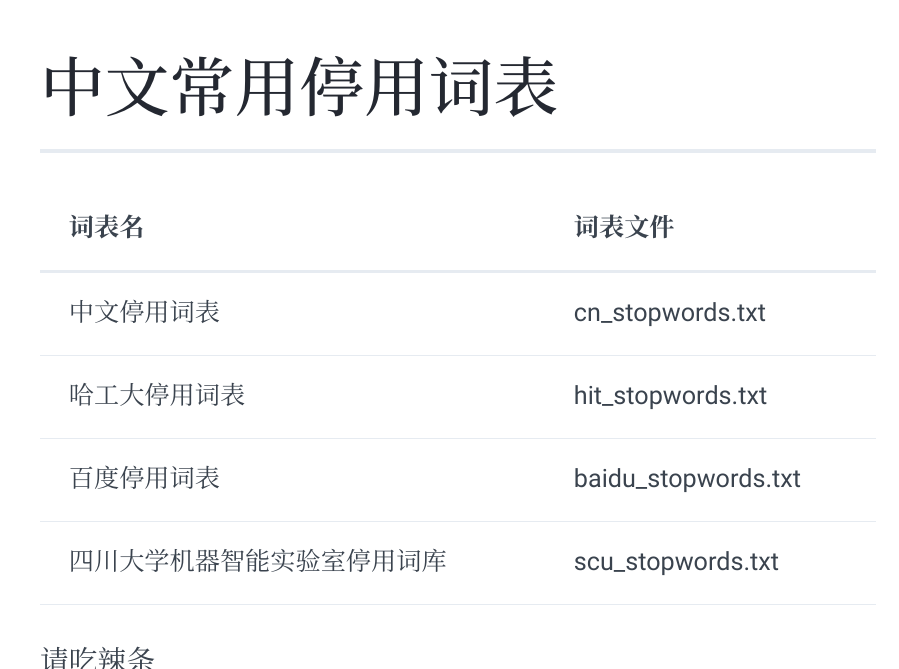 中文常用停用词表
词表名 词表文件
中文停用词表 cn_stopwords.txt
哈工大停用词表 hit_stopwords.txt
百度停用词表 baidu_stopwords.txt
四川大学机器智能实验室停用词库 scu_stopwords.txt
请吃辣条